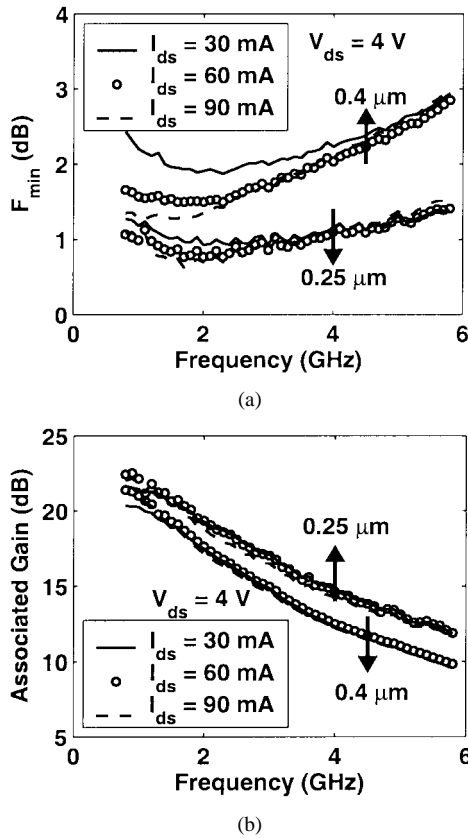 4
3
2
1
0
F_min (dB)
I_ds = 30 mA
I_ds = 60 mA
I_ds = 90 mA
V_ds = 4 V
0.4 μm
0.25 μm
0 2 4 6
Frequency (GHz)
(a)
25
20
15
10
5
Associated Gain (dB)
0.25 μm
V_ds = 4 V
I_ds = 30 mA
I_ds = 60 mA
I_ds = 90 mA
0.4 μm
0 2 4 6
Frequency (GHz)
(b)